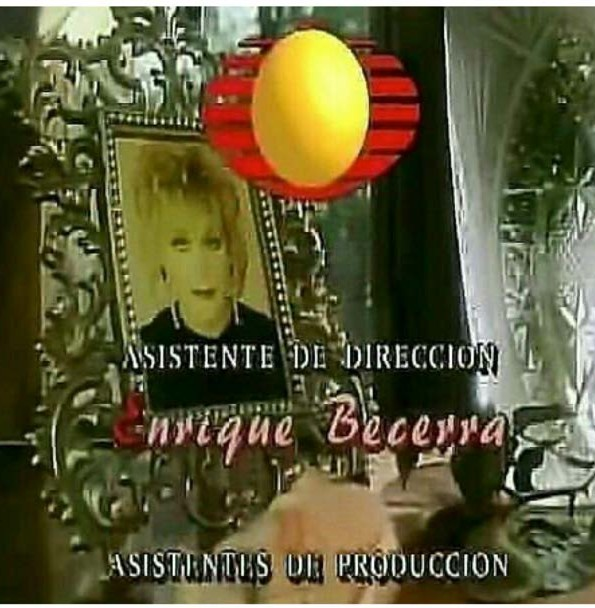 ASISTENTE DE DIRECCION
Enrique Becerra
ASISTENTES DE PRODUCCION